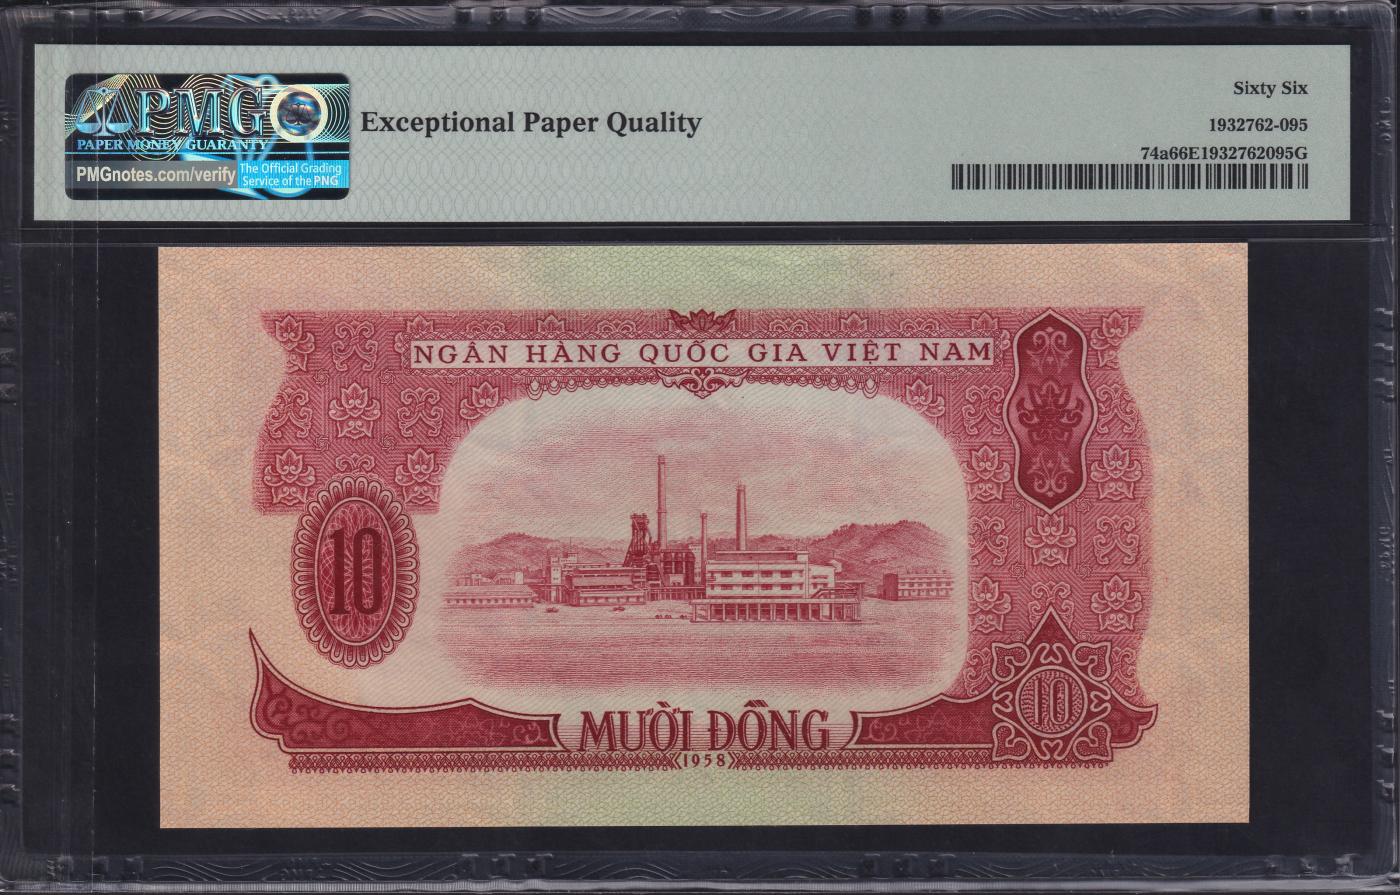 PMG
PAPER MONEY GUARANTY
PMGnotes.com/verify
The Official Grading
Service of the PNG
Exceptional Paper Quality
Sixty Six
1932762-095
74a66E1932762095G
NGÂN HÀNG QUỐC GIA VIỆT NAM
10
10
MƯỜI ĐỒNG
1958